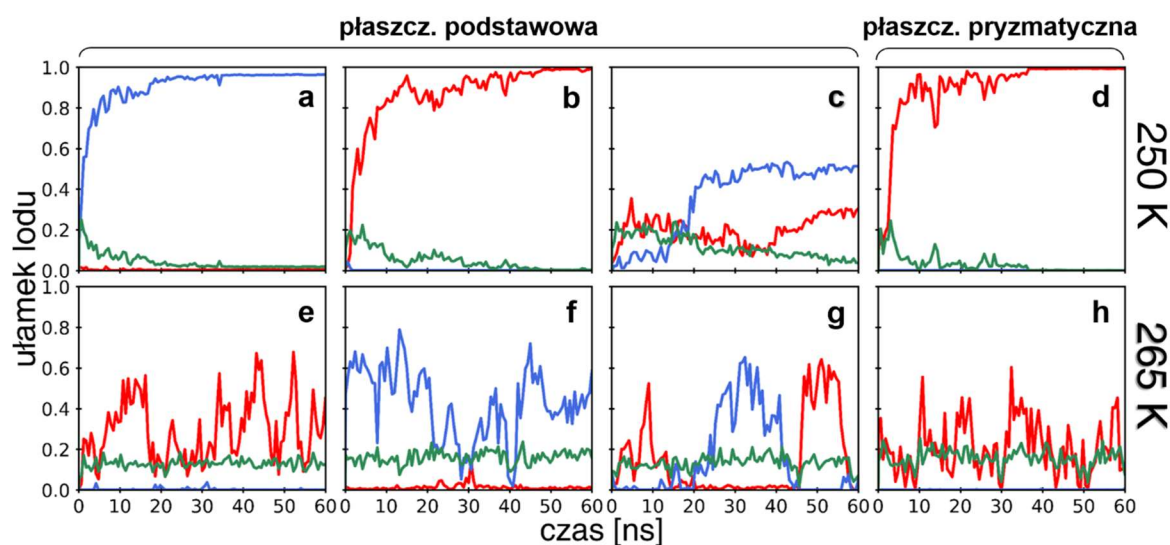 płaszcz. podstawowa płaszcz. pryzmatyczna
1.0 a b c d
0.8
0.6
0.4
0.2
0.0
250 K
1.0 e f g h
0.8
0.6
0.4
0.2
0.0
265 K
ułamek lodu
0 10 20 30 40 50 60 0 10 20 30 40 50 60 0 10 20 30 40 50 60 0 10 20 30 40 50 60
czas [ns]